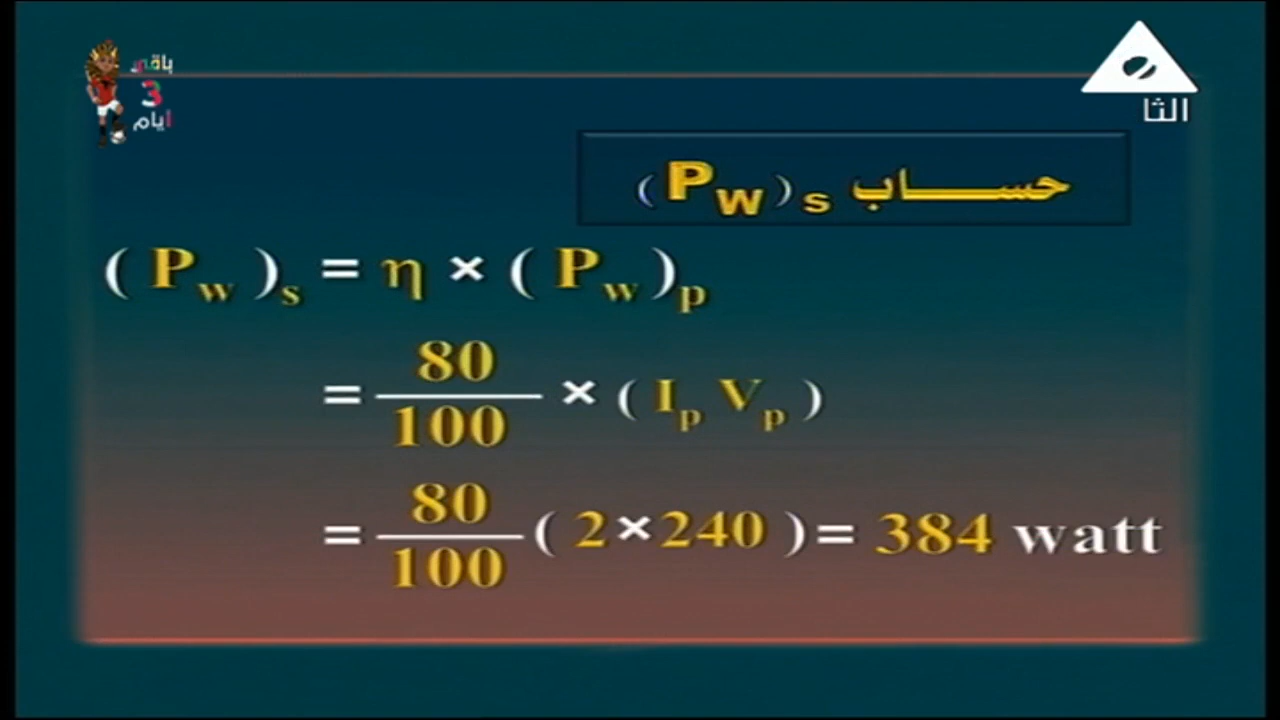 باقي
3
ايام
الثا
حساب (Pw)s
(Pw)s = η × (Pw)p
= 80/100 × (Ip Vp)
= 80/100 (2×240) = 384 watt